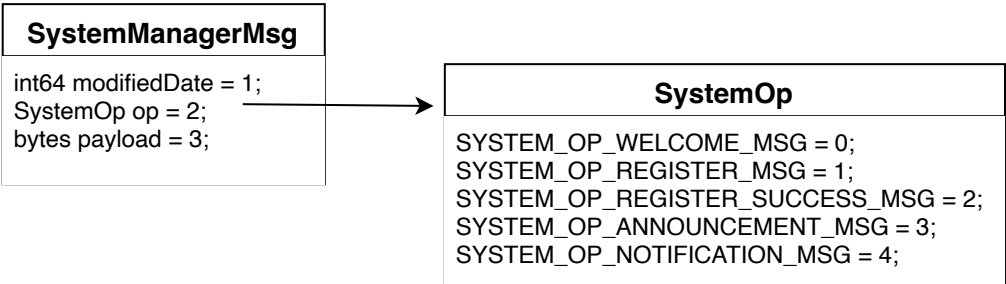 SystemManagerMsg
int64 modifiedDate = 1;
SystemOp op = 2;
bytes payload = 3;
SystemOp
SYSTEM_OP_WELCOME_MSG = 0;
SYSTEM_OP_REGISTER_MSG = 1;
SYSTEM_OP_REGISTER_SUCCESS_MSG = 2;
SYSTEM_OP_ANNOUNCEMENT_MSG = 3;
SYSTEM_OP_NOTIFICATION_MSG = 4;